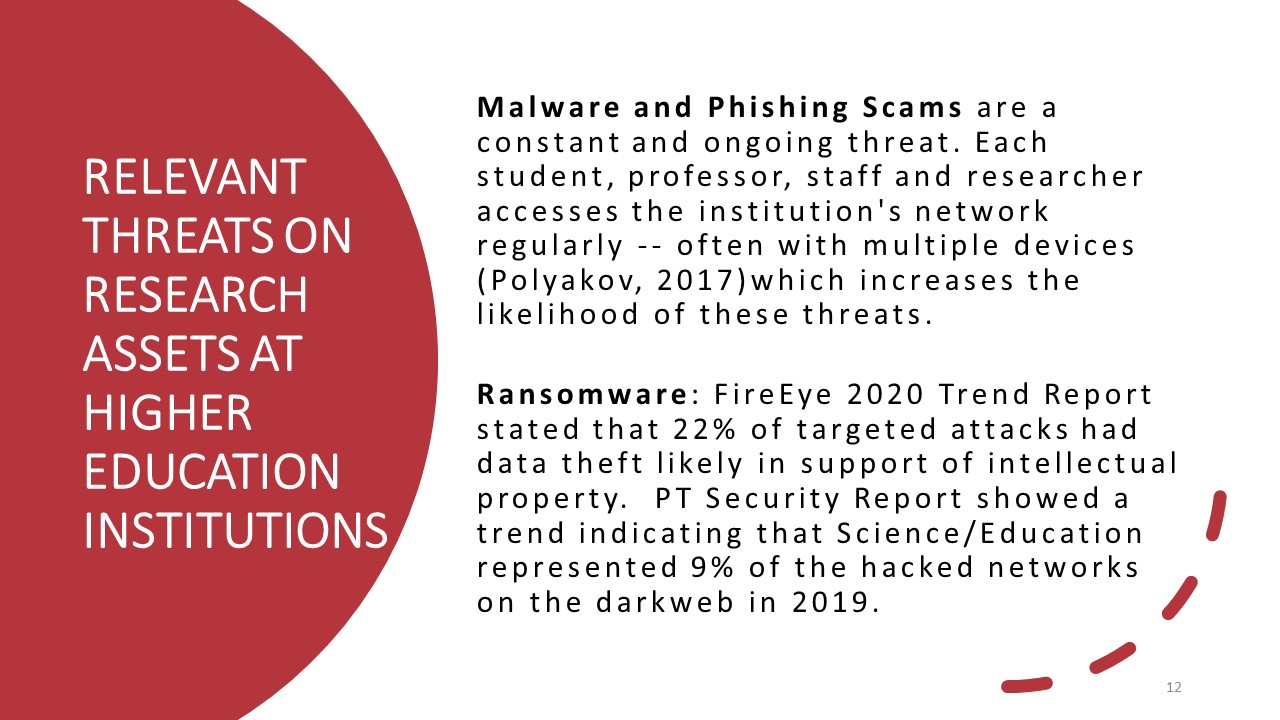 RELEVANT
THREATS ON
RESEARCH
ASSETS AT
HIGHER
EDUCATION
INSTITUTIONS
Malware and Phishing Scams are a
constant and ongoing threat. Each
student, professor, staff and researcher
accesses the institution's network
regularly -- often with multiple devices
(Polyakov, 2017)which increases the
likelihood of these threats.
Ransomware: FireEye 2020 Trend Report
stated that 22% of targeted attacks had
data theft likely in support of intellectual
property.  PT Security Report showed a
trend indicating that Science/Education
represented 9% of the hacked networks
on the darkweb in 2019.
12